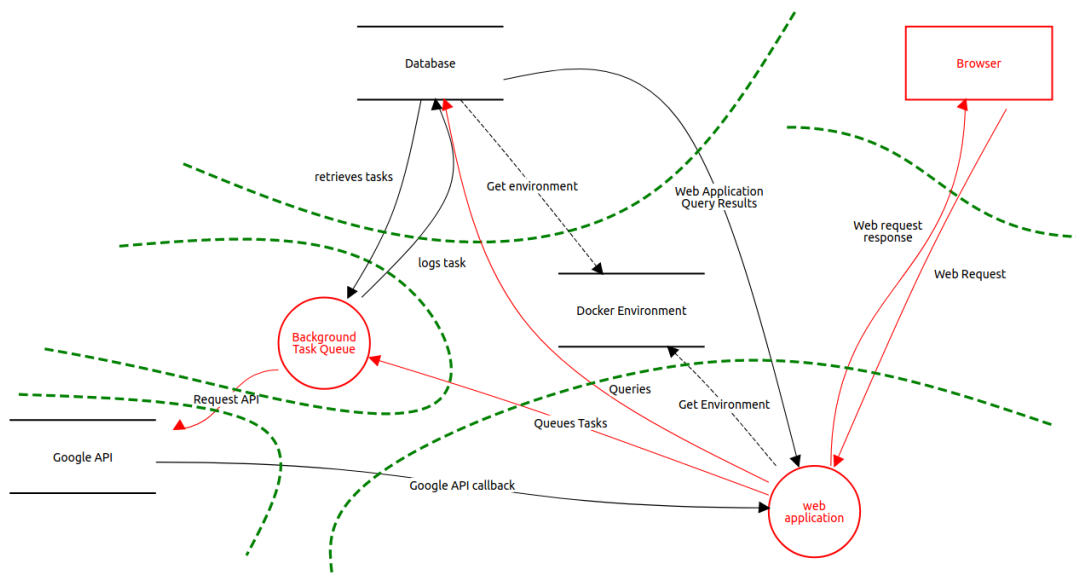 Database
Browser
retrieves tasks
Get environment
Web Application
Query Results
Web request
response
logs task
Web Request
Docker Environment
Background
Task Queue
Request API
Queries
Get Environment
Queues Tasks
Google API
Google API callback
web
application